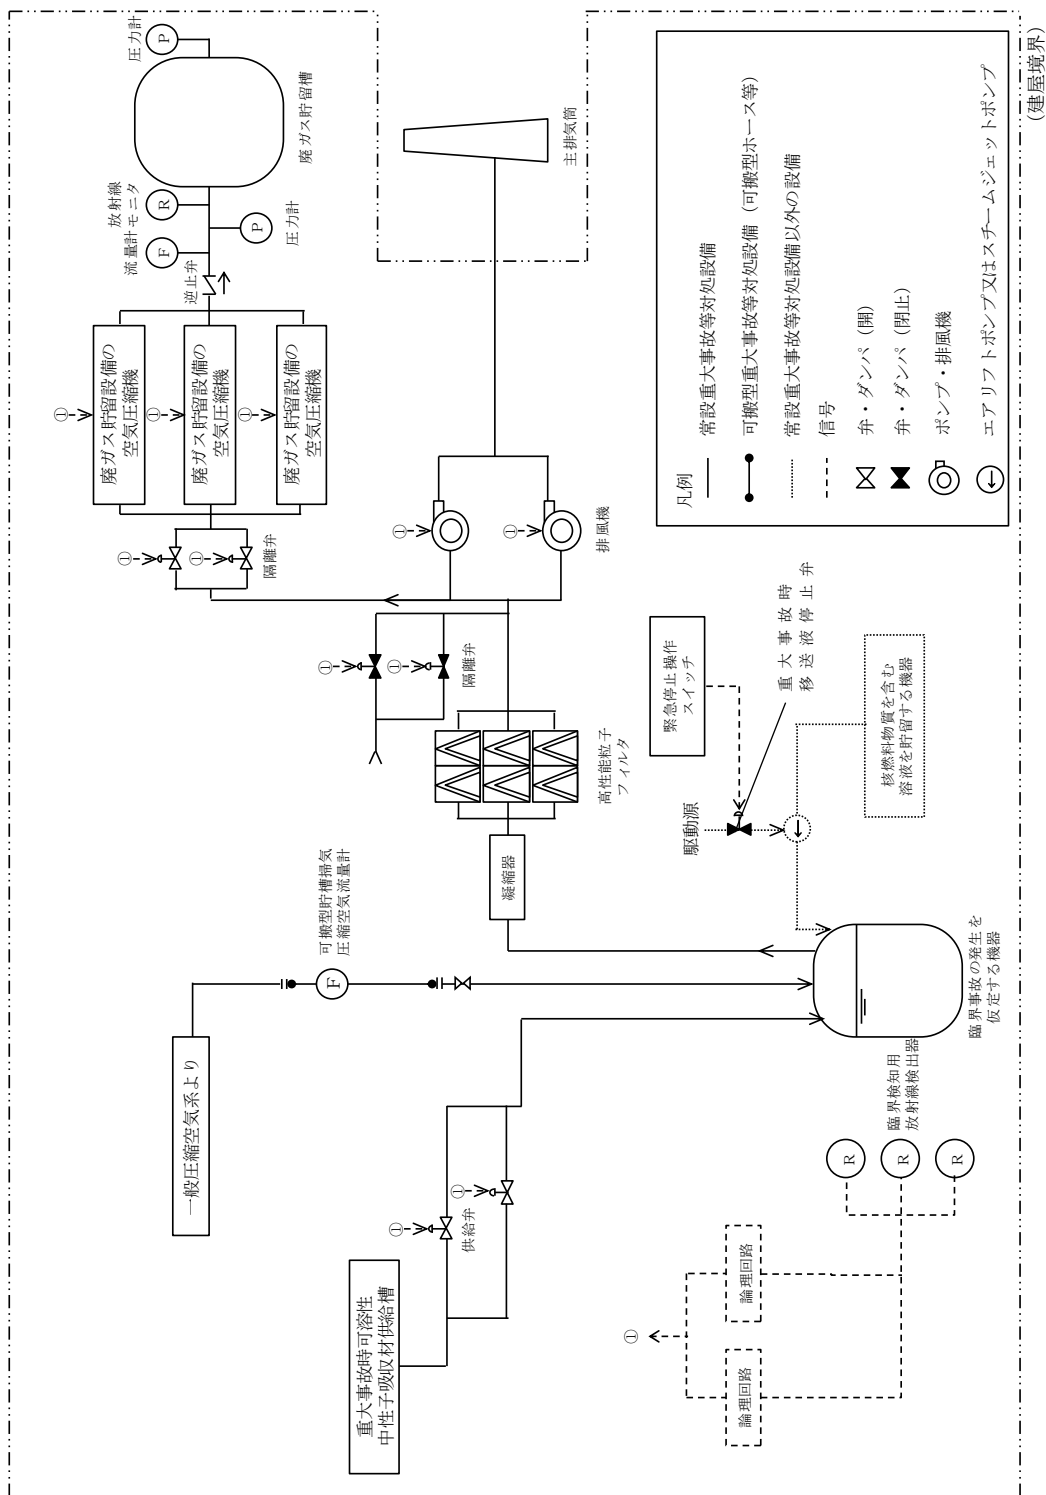 (建屋境界)
凡例
常設重大事故等対処設備
可搬型重大事故等対処設備（可搬型ホース等）
常設重大事故等対処設備以外の設備
信号
弁・ダンパ（開）
弁・ダンパ（閉止）
ポンプ・排風機
エアリフトポンプ又はスチームジェットポンプ
圧力計
P
廃ガス貯留槽
放射線
モニタ
R
流量計
F
P
圧力計
逆止弁
①
廃ガス貯留設備の
空気圧縮機
①
廃ガス貯留設備の
空気圧縮機
①
廃ガス貯留設備の
空気圧縮機
①
①
隔離弁
主排気筒
①
①
排風機
①
①
隔離弁
高性能粒子
フィルタ
凝縮器
緊急停止操作
スイッチ
重大事故時
移送液停止弁
核燃料物質を含む
溶液を貯留する機器
駆動源
可搬型貯槽掃気
圧縮空気流量計
F
一般圧縮空気系より
臨界事故の発生を
仮定する機器
臨界検知用
放射線検出器
R
R
R
重大事故時可溶性
中性子吸収材供給槽
①
①
供給弁
①
論理回路
論理回路